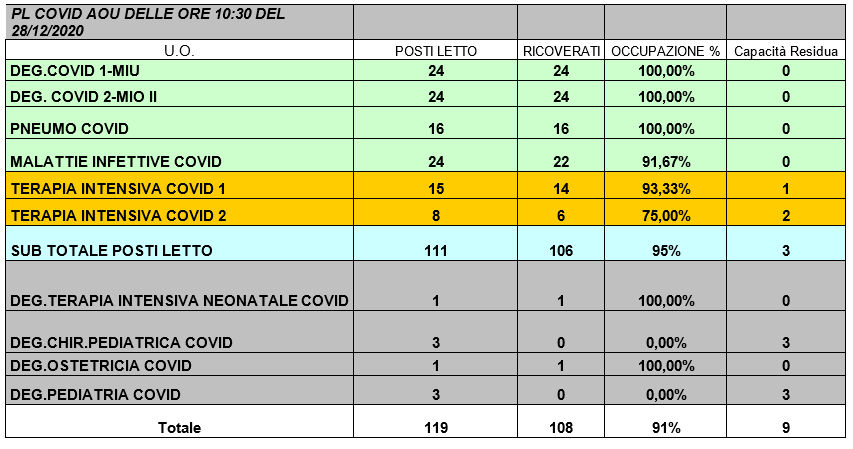 PL COVID AOU DELLE ORE 10:30 DEL
28/12/2020
U.O. POSTI LETTO RICOVERATI OCCUPAZIONE % Capacità Residua
DEG.COVID 1-MIU 24 24 100,00% 0
DEG. COVID 2-MIO II 24 24 100,00% 0
PNEUMO COVID 16 16 100,00% 0
MALATTIE INFETTIVE COVID 24 22 91,67% 0
TERAPIA INTENSIVA COVID 1 15 14 93,33% 1
TERAPIA INTENSIVA COVID 2 8 6 75,00% 2
SUB TOTALE POSTI LETTO 111 106 95% 3
DEG.TERAPIA INTENSIVA NEONATALE COVID 1 1 100,00% 0
DEG.CHIR.PEDIATRICA COVID 3 0 0,00% 3
DEG.OSTETRICIA COVID 1 1 100,00% 0
DEG.PEDIATRIA COVID 3 0 0,00% 3
Totale 119 108 91% 9